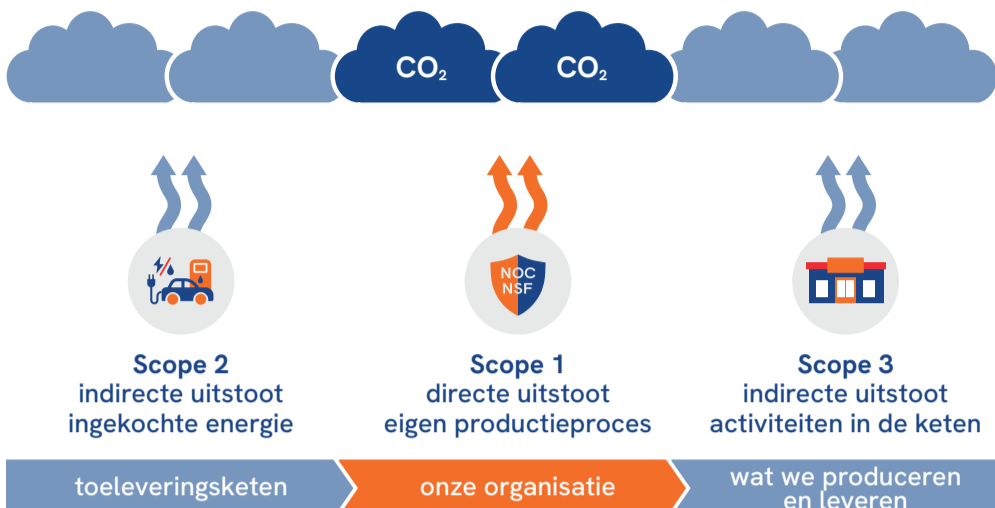 CO₂ CO₂
NOC
NSF
Scope 2
indirecte uitstoot
ingekochte energie
Scope 1
directe uitstoot
eigen productieproces
Scope 3
indirecte uitstoot
activiteiten in de keten
toeleveringsketen
onze organisatie
wat we produceren
en leveren